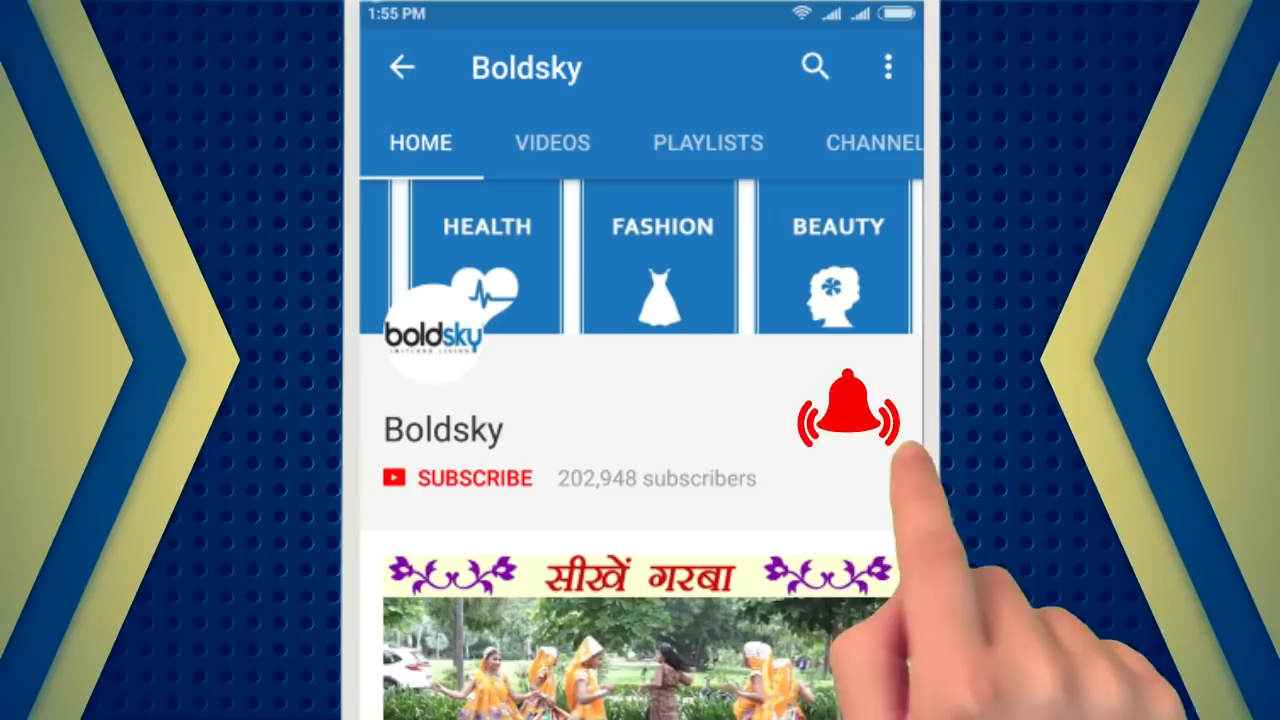 1:55 PM
Boldsky
HOME VIDEOS PLAYLISTS CHANNEL
HEALTH FASHION BEAUTY
boldsky
Boldsky
SUBSCRIBE 202,948 subscribers
सीखें गरबा